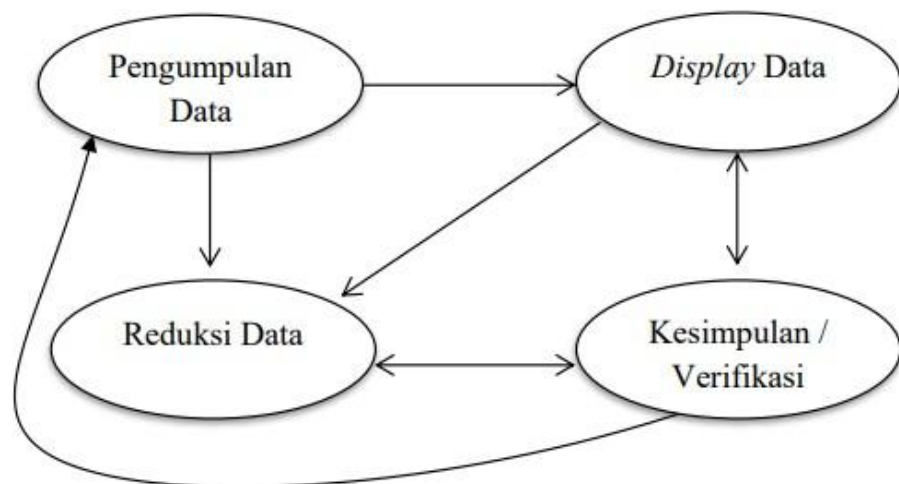 Pengumpulan
Data
Display Data
Reduksi Data
Kesimpulan /
Verifikasi